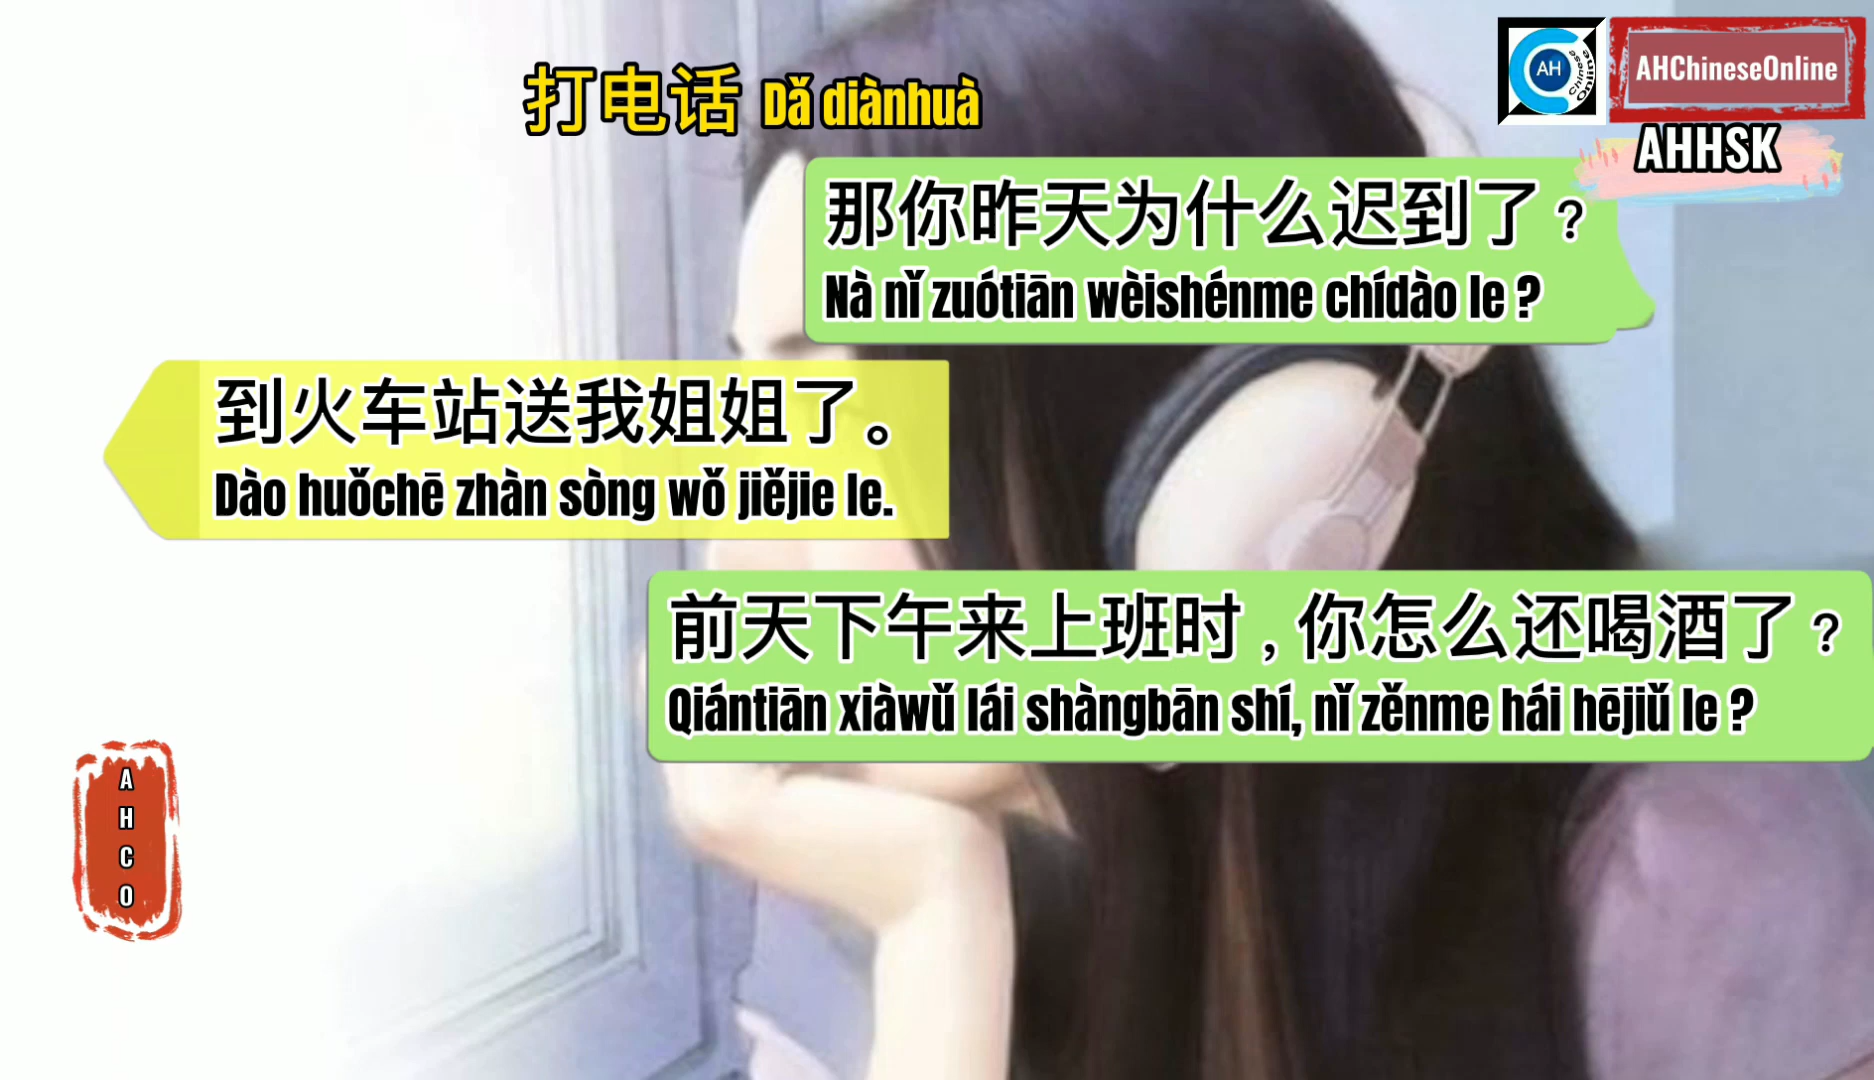 打电话 Dǎ diànhuà
AH
Chinese
Online
AHChineseOnline
AHHSK
那你昨天为什么迟到了？
Nà nǐ zuótiān wèishénme chídào le ?
到火车站送我姐姐了。
Dào huǒchē zhàn sòng wǒ jiějie le.
前天下午来上班时，你怎么还喝酒了？
Qiántiān xiàwǔ lái shàngbān shí, nǐ zěnme hái hējiǔ le ?
A
H
C
O